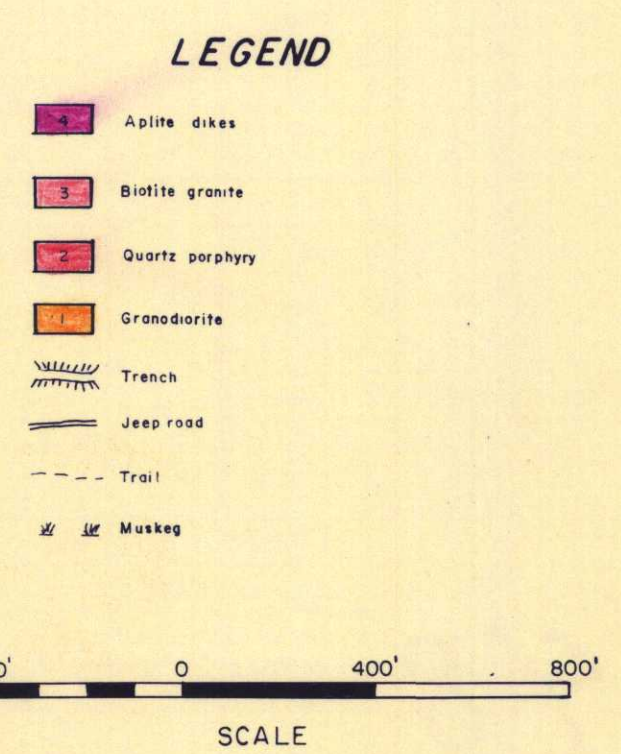 LEGEND
4 Aplite dikes
3 Biotite granite
2 Quartz porphyry
1 Granodiorite
Trench
Jeep road
Trail
Muskeg
0' 0 400' 800'
SCALE